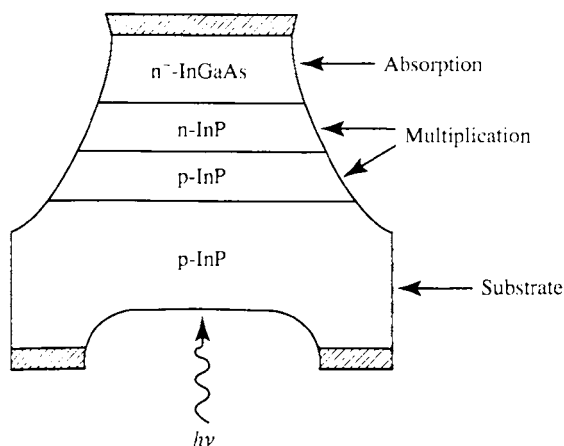 n⁻-InGaAs
Absorption
n-InP
Multiplication
p-InP
p-InP
Substrate
hν